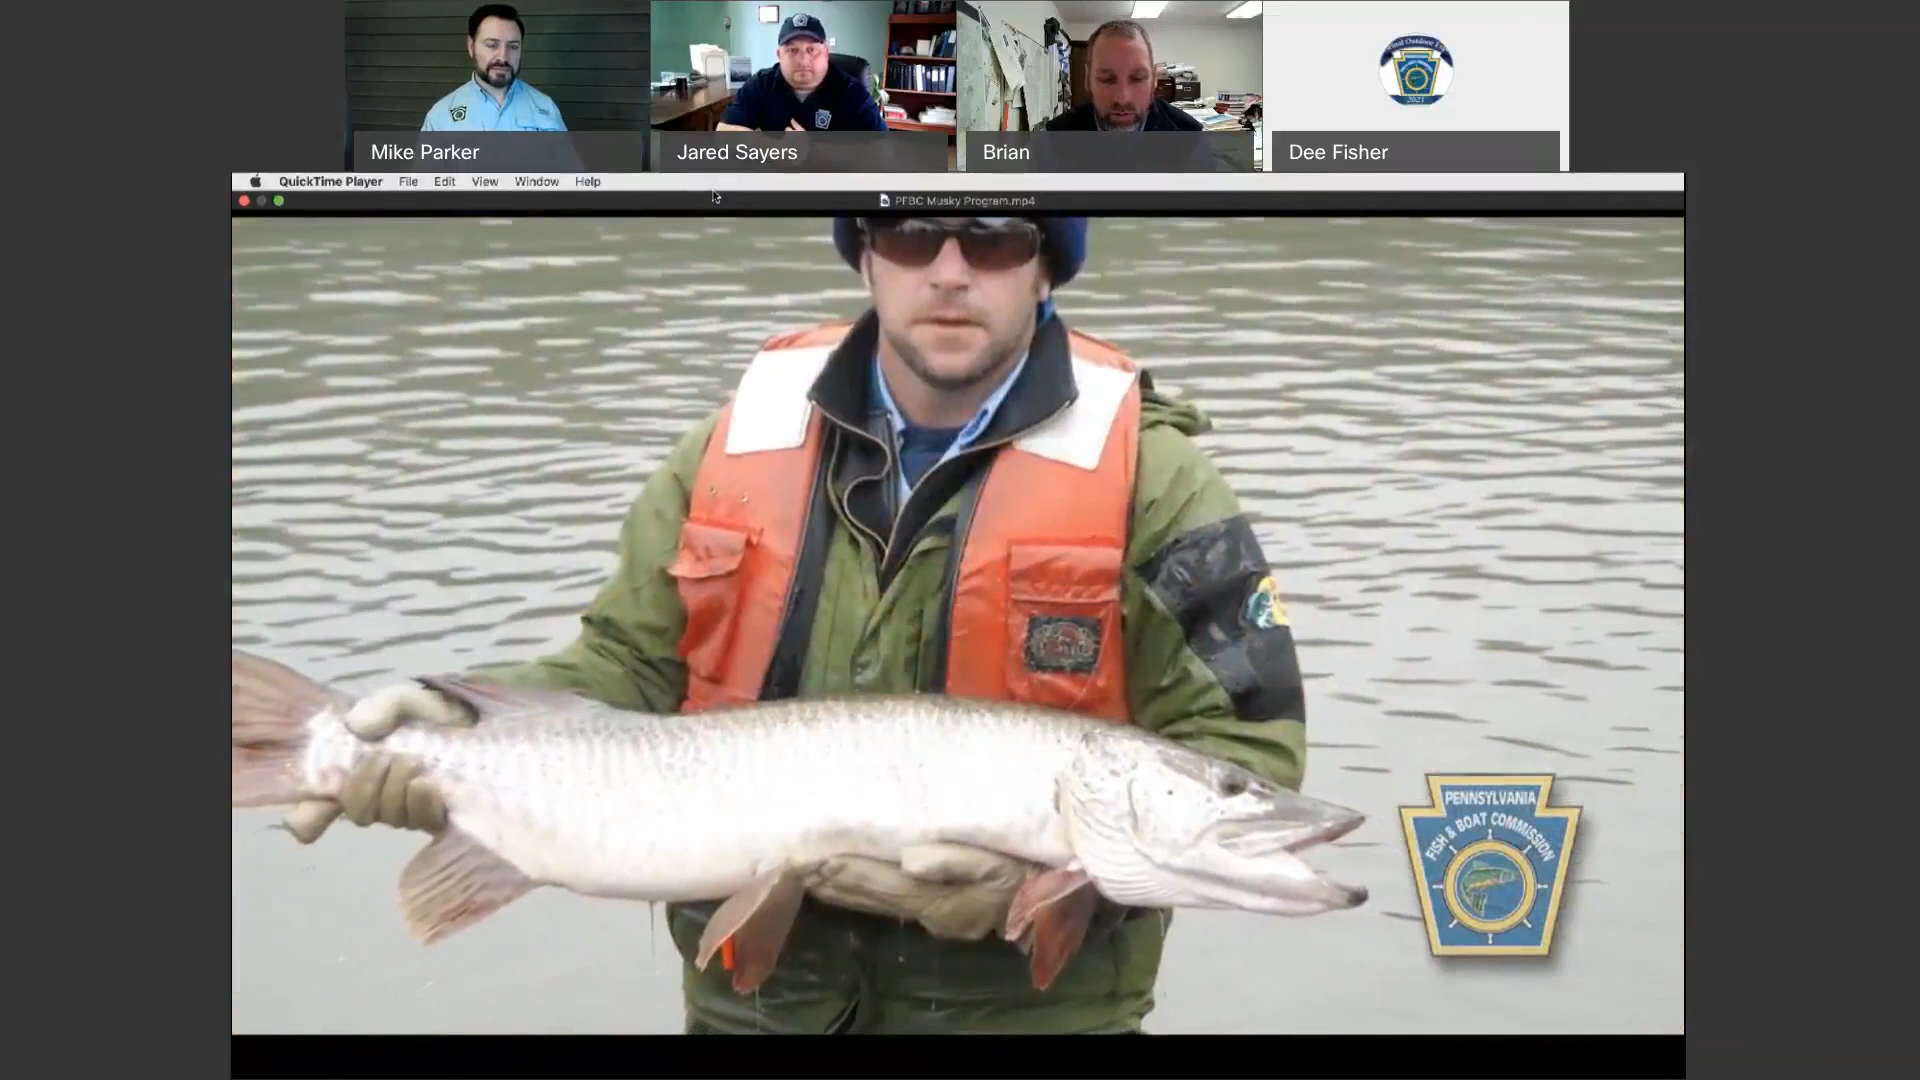 Mike Parker
Jared Sayers
Brian
Dee Fisher
2021
QuickTime Player File Edit View Window Help
PFBC Musky Program.mp4
PENNSYLVANIA
FISH & BOAT COMMISSION